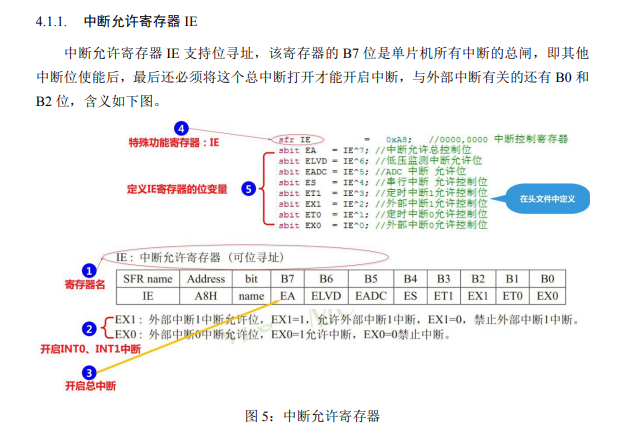 4.1.1. 中断允许寄存器 IE
中断允许寄存器 IE 支持位寻址，该寄存器的 B7 位是单片机所有中断的总闸，即其他
中断位使能后，最后还必须将这个总中断打开才能开启中断，与外部中断有关的还有 B0 和
B2 位，含义如下图。
4
特殊功能寄存器：IE
sfr IE = 0xA8; //0000,0000 中断控制寄存器
sbit EA = IE^7; //中断允许总控制位
sbit ELVD = IE^6; //低压监测中断允许位
sbit EADC = IE^5; //ADC 中断 允许位
定义IE寄存器的位变量 5
sbit ES = IE^4; //串行中断 允许控制位
sbit ET1 = IE^3; //定时中断1允许控制位
sbit EX1 = IE^2; //外部中断1允许控制位
sbit ET0 = IE^1; //定时中断0允许控制位
sbit EX0 = IE^0; //外部中断0允许控制位
在头文件中定义
IE：中断允许寄存器（可位寻址）
1
寄存器名
SFR name Address bit B7 B6 B5 B4 B3 B2 B1 B0
IE A8H name EA ELVD EADC ES ET1 EX1 ET0 EX0
EX1：外部中断1中断允许位，EX1=1，允许外部中断1中断，EX1=0，禁止外部中断1中断。
2
EX0：外部中断0中断允许位，EX0=1允许中断，EX0=0禁止中断。
开启INT0、INT1中断
3
开启总中断
图 5：中断允许寄存器